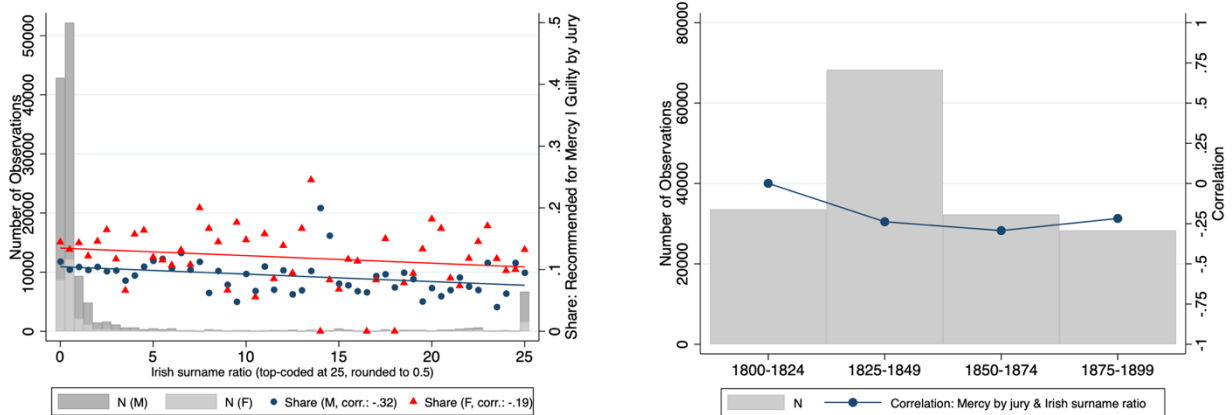 Number of Observations
50000
40000
30000
20000
10000
0
.5
.4
.3
.2
.1
0
Share: Recommended for Mercy | Guilty by Jury
0 5 10 15 20 25
Irish surname ratio (top-coded at 25, rounded to 0.5)
N (M) N (F) Share (M, corr.: -.32) Share (F, corr.: -.19)
Number of Observations
80000
60000
40000
20000
0
1
.75
.5
.25
0
-.25
-.5
-.75
-1
Correlation
1800-1824 1825-1849 1850-1874 1875-1899
N Correlation: Mercy by jury & Irish surname ratio